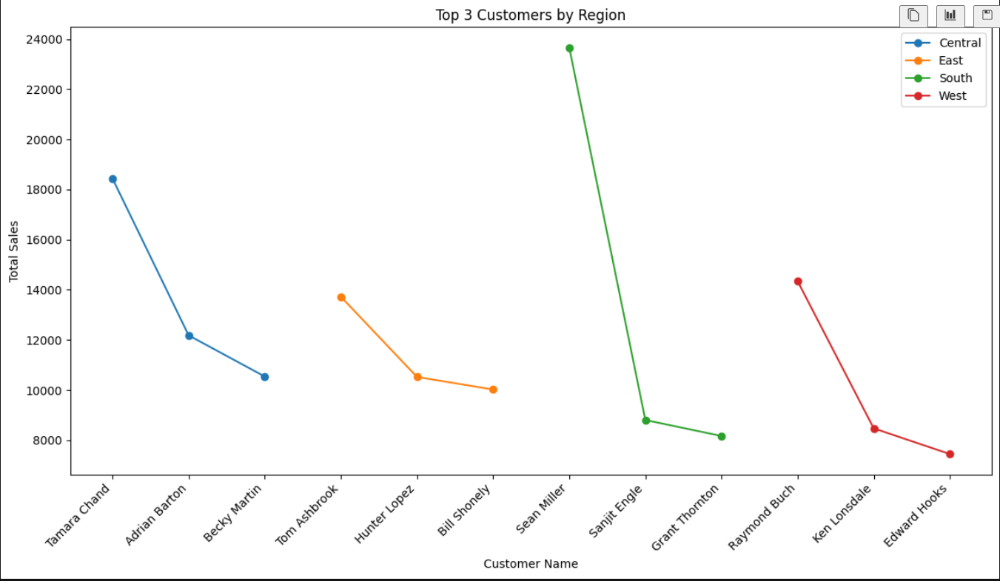 Top 3 Customers by Region
Central
East
South
West
24000
22000
20000
18000
16000
14000
12000
10000
8000
Total Sales
Tamara Chand
Adrian Barton
Becky Martin
Tom Ashbrook
Hunter Lopez
Bill Shonely
Sean Miller
Sanjit Engle
Grant Thornton
Raymond Buch
Ken Lonsdale
Edward Hooks
Customer Name